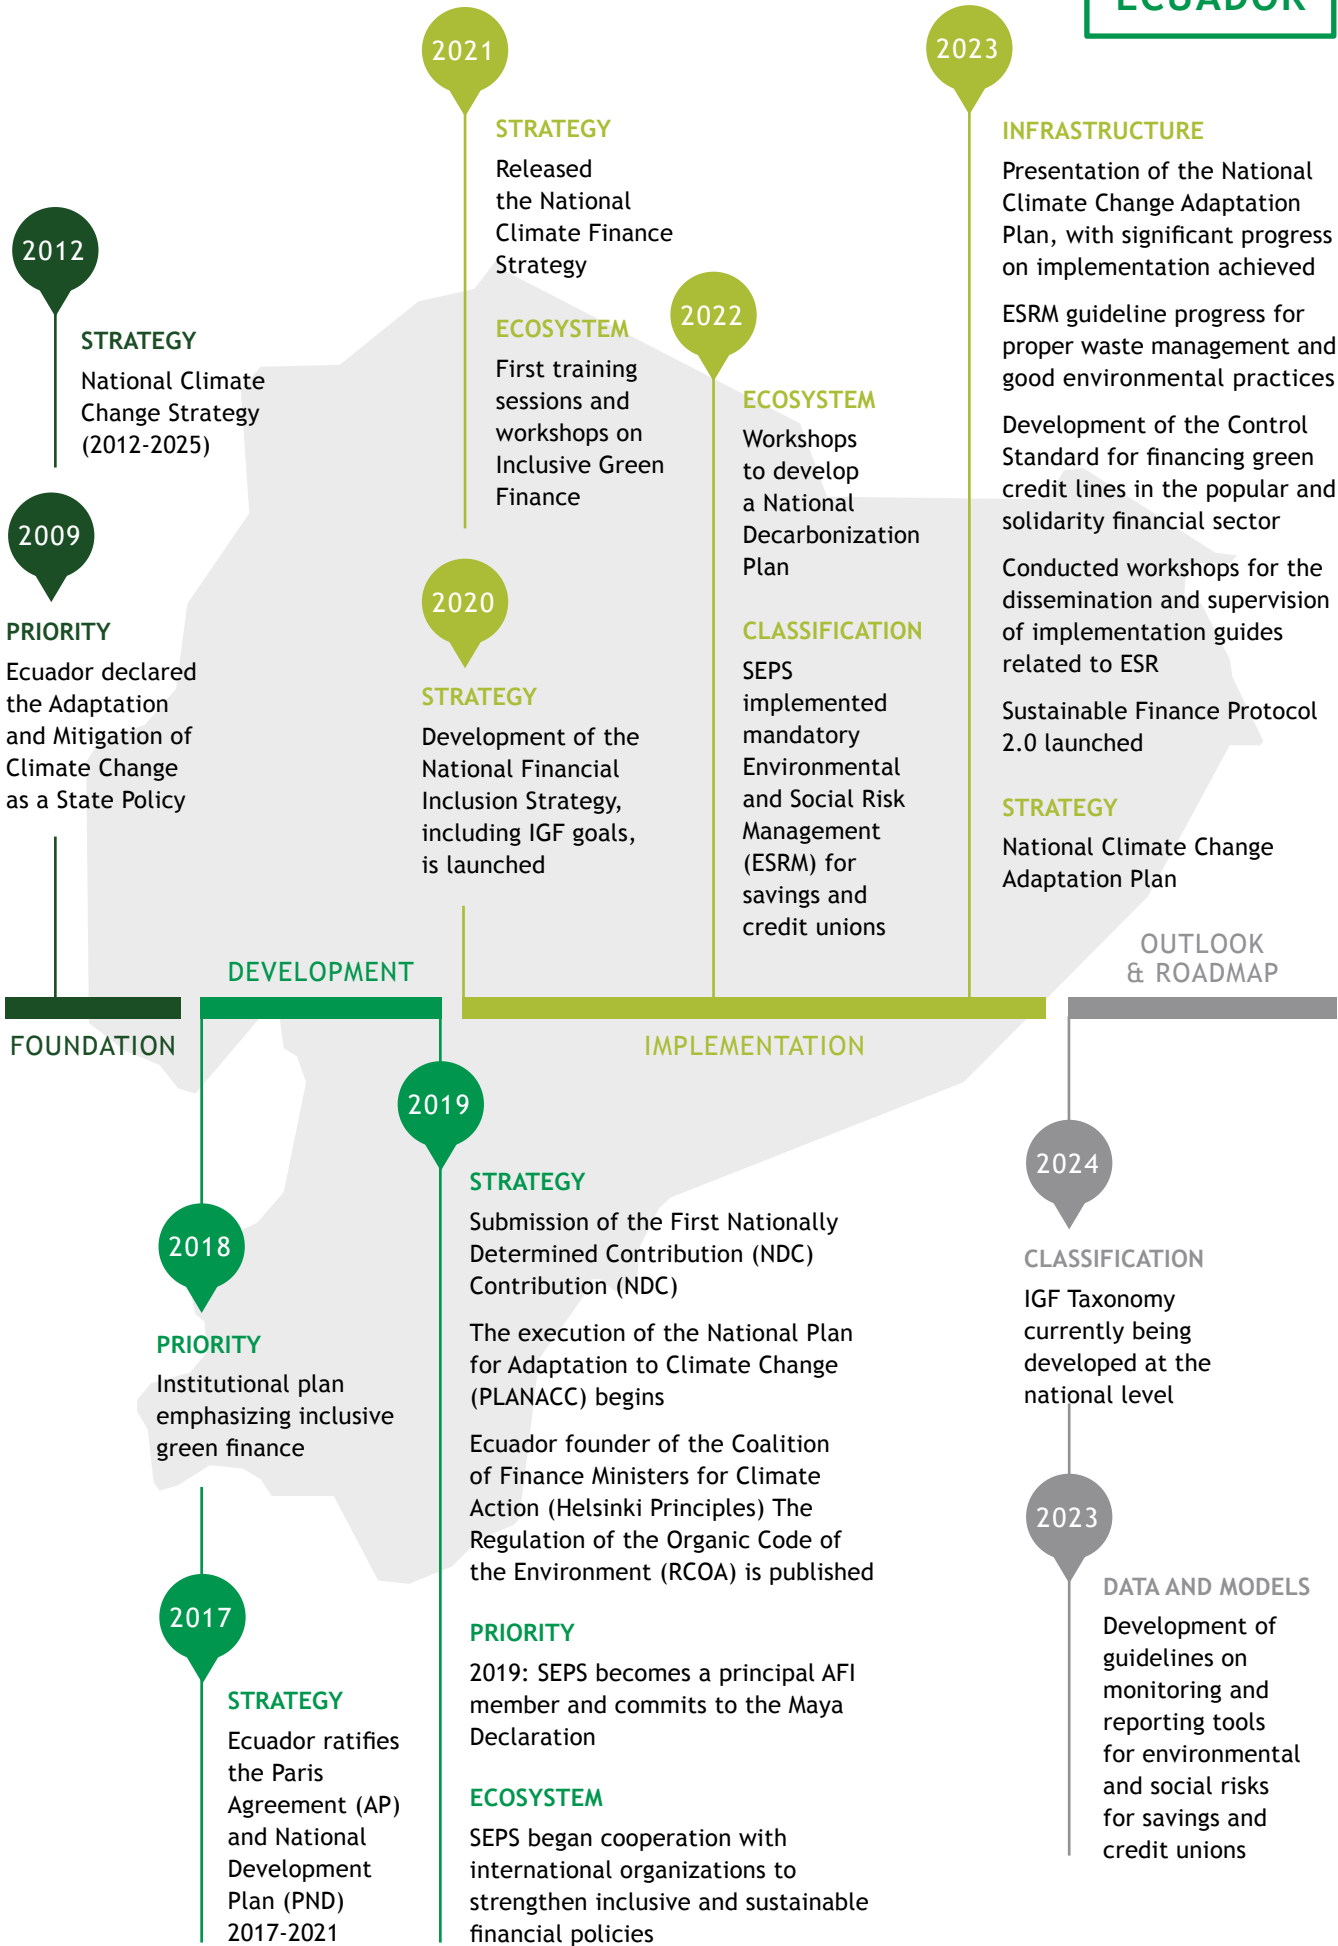 ECUADOR
2012
STRATEGY
National Climate
Change Strategy
(2012-2025)
2009
PRIORITY
Ecuador declared
the Adaptation
and Mitigation of
Climate Change
as a State Policy
FOUNDATION
DEVELOPMENT
2018
PRIORITY
Institutional plan
emphasizing inclusive
green finance
2017
STRATEGY
Ecuador ratifies
the Paris
Agreement (AP)
and National
Development
Plan (PND)
2017-2021
2019
STRATEGY
Submission of the First Nationally
Determined Contribution (NDC)
Contribution (NDC)
The execution of the National Plan
for Adaptation to Climate Change
(PLANACC) begins
Ecuador founder of the Coalition
of Finance Ministers for Climate
Action (Helsinki Principles) The
Regulation of the Organic Code of
the Environment (RCOA) is published
PRIORITY
2019: SEPS becomes a principal AFI
member and commits to the Maya
Declaration
ECOSYSTEM
SEPS began cooperation with
international organizations to
strengthen inclusive and sustainable
financial policies
2021
STRATEGY
Released
the National
Climate Finance
Strategy
ECOSYSTEM
First training
sessions and
workshops on
Inclusive Green
Finance
2020
STRATEGY
Development of the
National Financial
Inclusion Strategy,
including IGF goals,
is launched
2022
ECOSYSTEM
Workshops
to develop
a National
Decarbonization
Plan
CLASSIFICATION
SEPS
implemented
mandatory
Environmental
and Social Risk
Management
(ESRM) for
savings and
credit unions
2023
INFRASTRUCTURE
Presentation of the National
Climate Change Adaptation
Plan, with significant progress
on implementation achieved
ESRM guideline progress for
proper waste management and
good environmental practices
Development of the Control
Standard for financing green
credit lines in the popular and
solidarity financial sector
Conducted workshops for the
dissemination and supervision
of implementation guides
related to ESR
Sustainable Finance Protocol
2.0 launched
STRATEGY
National Climate Change
Adaptation Plan
IMPLEMENTATION
OUTLOOK
& ROADMAP
2024
CLASSIFICATION
IGF Taxonomy
currently being
developed at the
national level
2023
DATA AND MODELS
Development of
guidelines on
monitoring and
reporting tools
for environmental
and social risks
for savings and
credit unions